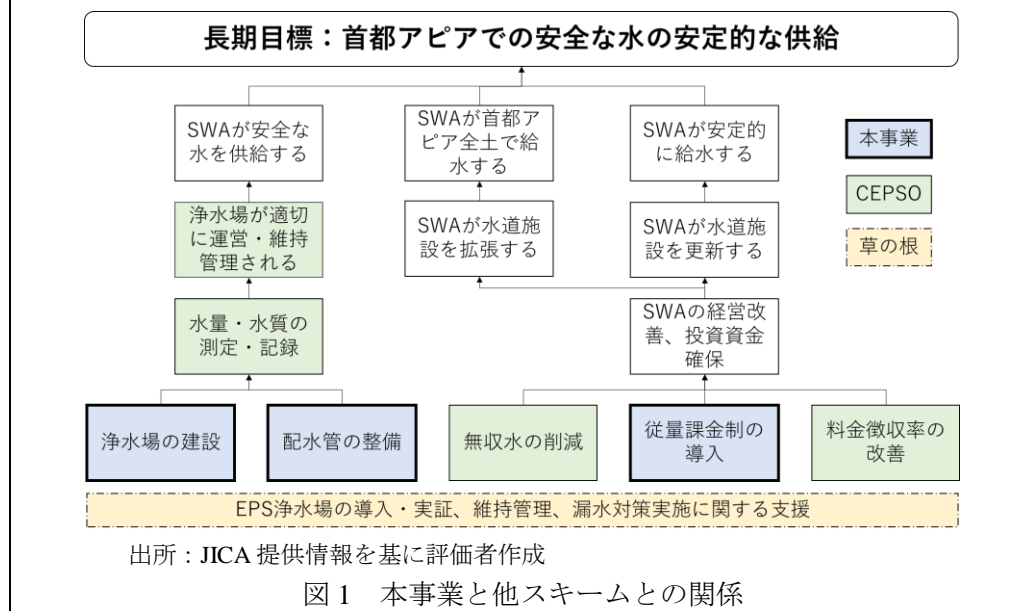 長期目標：首都アピアでの安全な水の安定的な供給
SWAが安全な
水を供給する
SWAが首都ア
ピア全土で給
水する
SWAが安定的
に給水する
本事業
CEPSO
草の根
浄水場が適切
に運営・維持
管理される
SWAが水道施
設を拡張する
SWAが水道施
設を更新する
水量・水質の
測定・記録
SWAの経営改
善、投資資金
確保
浄水場の建設
配水管の整備
無収水の削減
従量課金制の
導入
料金徴収率の
改善
EPS浄水場の導入・実証、維持管理、漏水対策実施に関する支援
出所：JICA 提供情報を基に評価者作成
図 1　本事業と他スキームとの関係